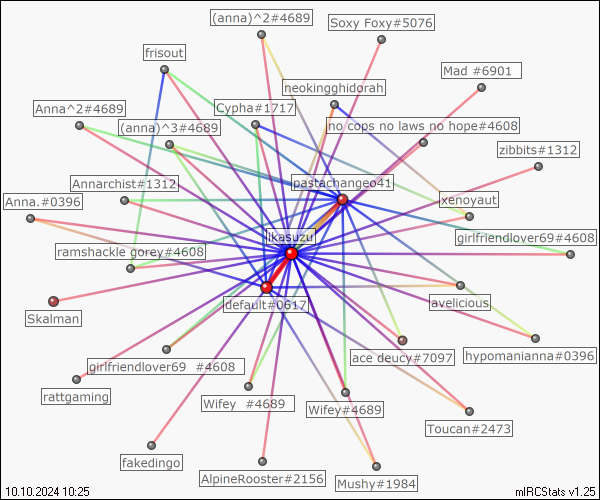 (anna)^2#4689
Soxy Foxy#5076
frisout
Mad #6901
neokingghidorah
Anna^2#4689
Cypha#1717
(anna)^3#4689
no cops no laws no hope#4608
zibbits#1312
Annarchist#1312
pastachangeo41
Anna.#0396
xenoyaut
likasuzu
girlfriendlover69#4608
ramshackle gorey#4608
default#0617
avelicious
Skalman
girlfriendlover69 #4608
ace deucy#7097
hypomanianna#0396
rattgaming
Wifey #4689
Wifey#4689
Toucan#2473
fakedingo
AlpineRooster#2156
Mushy#1984
10.10.2024 10:25
mIRCStats v1.25